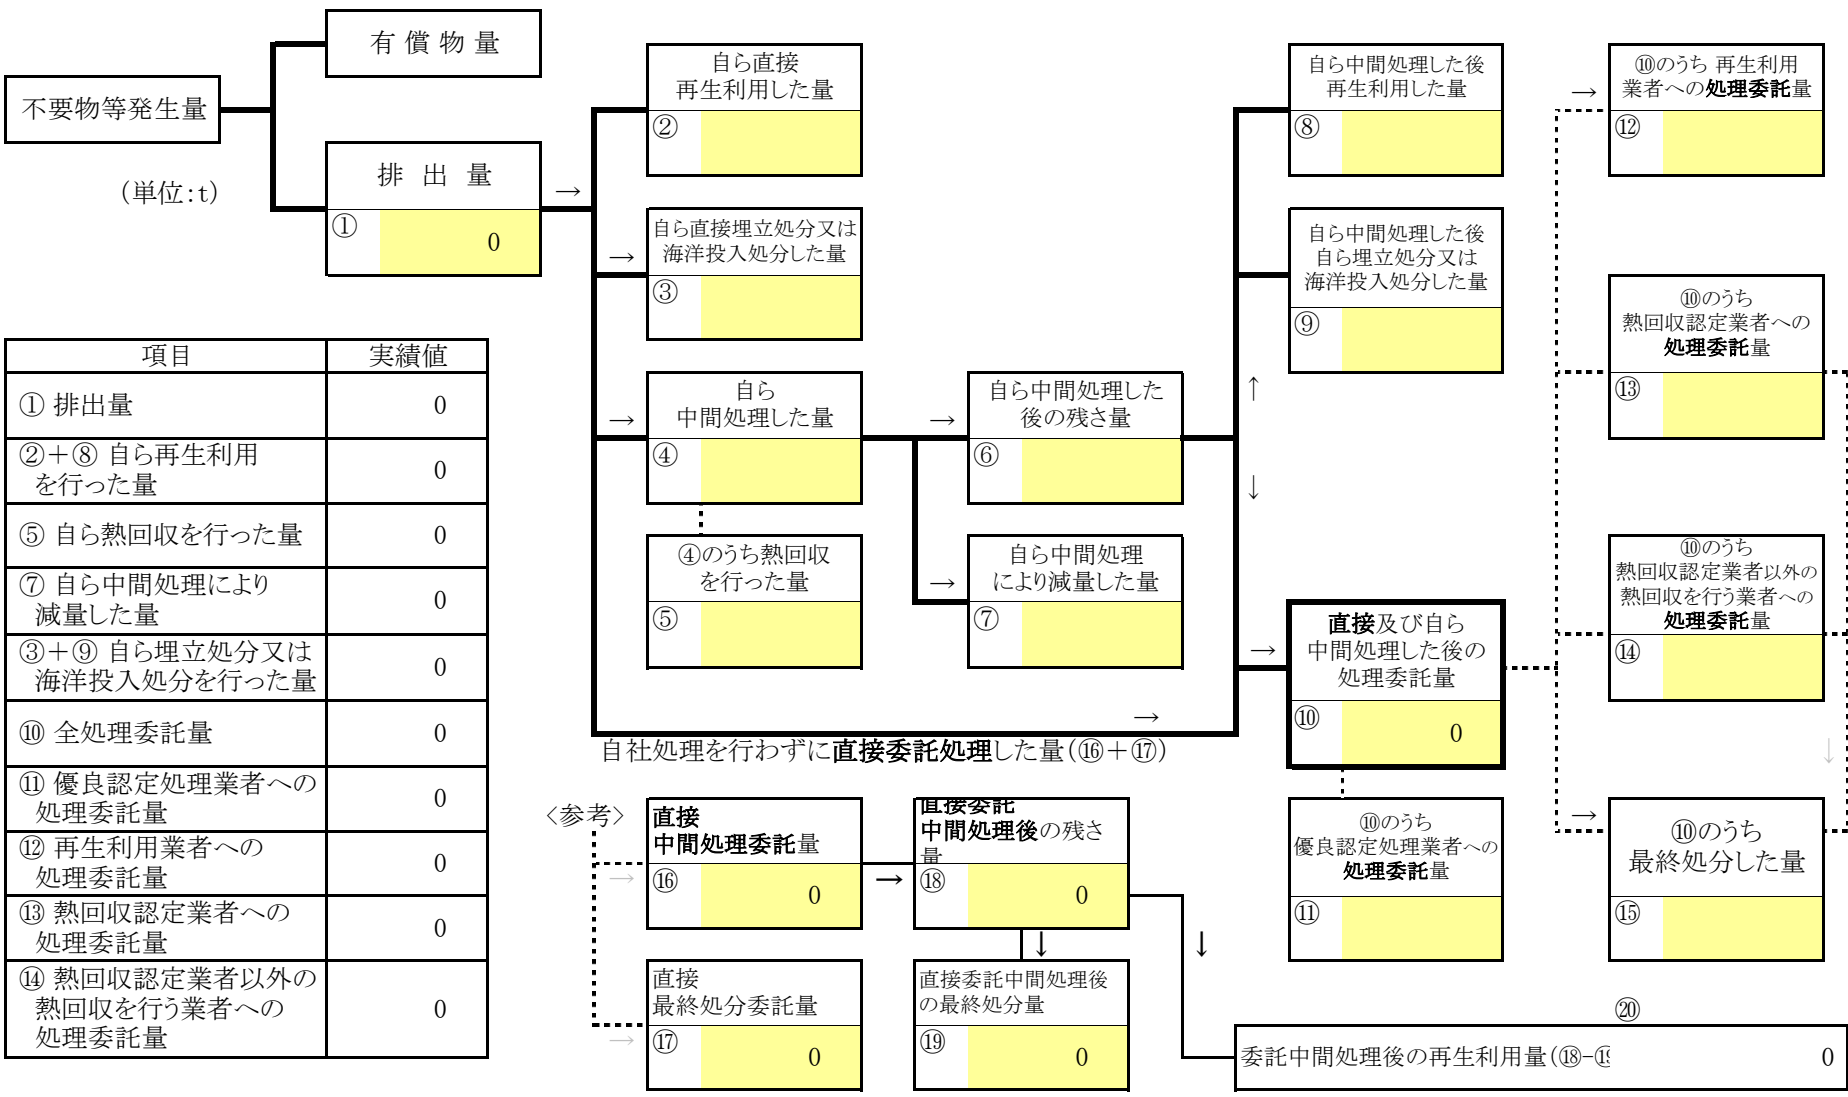 有 償 物 量
不要物等発生量
(単位:t)
排 出 量
→
①
0
自ら直接
再生利用した量
②
→
自ら直接埋立処分又は
海洋投入処分した量
③
→
自ら
中間処理した量
④
④のうち熱回収
を行った量
⑤
→
自ら中間処理した
後の残さ量
⑥
→
自ら中間処理
により減量した量
⑦
自ら中間処理した後
再生利用した量
⑧
自ら中間処理した後
自ら埋立処分又は
海洋投入処分した量
⑨
↑
↓
→
直接及び自ら
中間処理した後の
処理委託量
⑩
0
⑩のうち
優良認定処理業者への
処理委託量
⑪
→
⑩のうち 再生利用
業者への処理委託量
⑫
⑩のうち
熱回収認定業者への
処理委託量
⑬
⑩のうち
熱回収認定業者以外の
熱回収を行う業者への
処理委託量
⑭
↓
→
⑩のうち
最終処分した量
⑮
項目 実績値
① 排出量 0
②+⑧ 自ら再生利用
を行った量 0
⑤ 自ら熱回収を行った量 0
⑦ 自ら中間処理により
減量した量 0
③+⑨ 自ら埋立処分又は
海洋投入処分を行った量 0
⑩ 全処理委託量 0
⑪ 優良認定処理業者への
処理委託量 0
⑫ 再生利用業者への
処理委託量 0
⑬ 熱回収認定業者への
処理委託量 0
⑭ 熱回収認定業者以外の
熱回収を行う業者への
処理委託量 0
→
自社処理を行わずに直接委託処理した量(⑯+⑰)
<参考>
→
直接
中間処理委託量
⑯
0
→
直接委託
中間処理後の残さ
量
⑱
0
→
直接
最終処分委託量
⑰
0
↓
直接委託中間処理後
の最終処分量
⑲
0
↓
⑳
委託中間処理後の再生利用量(⑱-⑲
0